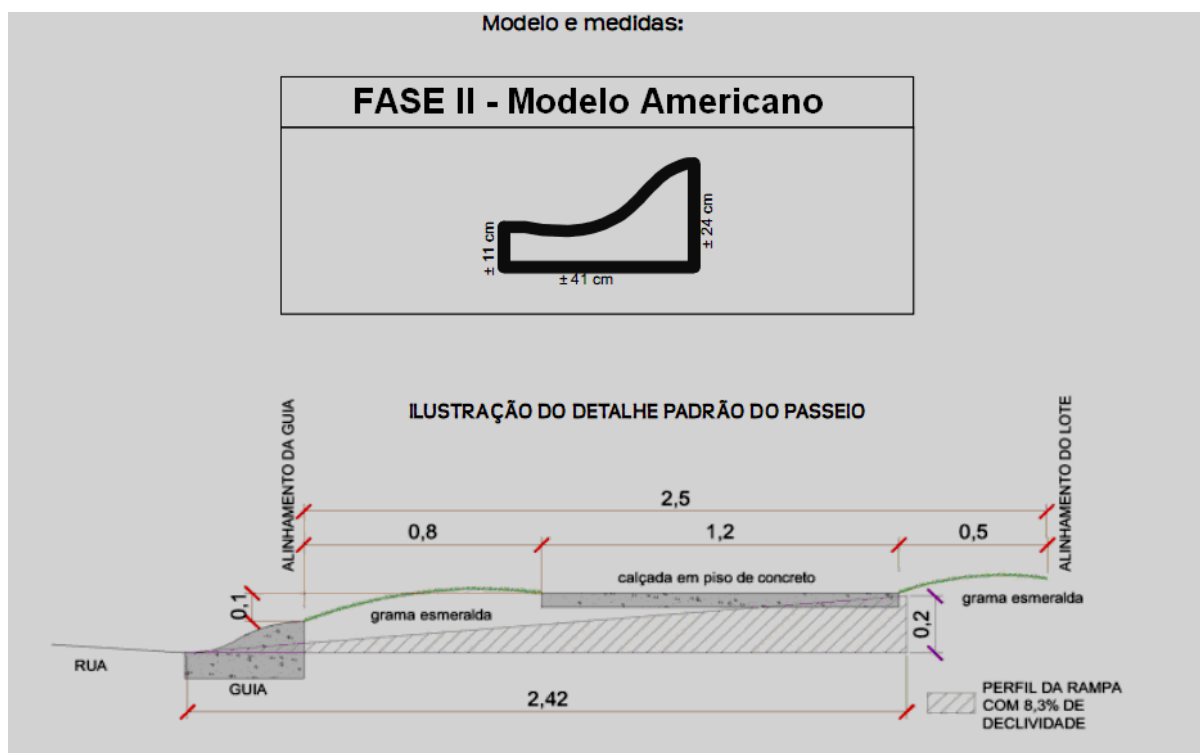 Modelo e medidas:
FASE II - Modelo Americano
± 11 cm
± 24 cm
± 41 cm
ILUSTRAÇÃO DO DETALHE PADRÃO DO PASSEIO
ALINHAMENTO DA GUIA
ALINHAMENTO DO LOTE
2,5
0,8
1,2
0,5
calçada em piso de concreto
0,1
grama esmeralda
grama esmeralda
0,2
RUA
GUIA
2,42
PERFIL DA RAMPA
COM 8,3% DE
DECLIVIDADE